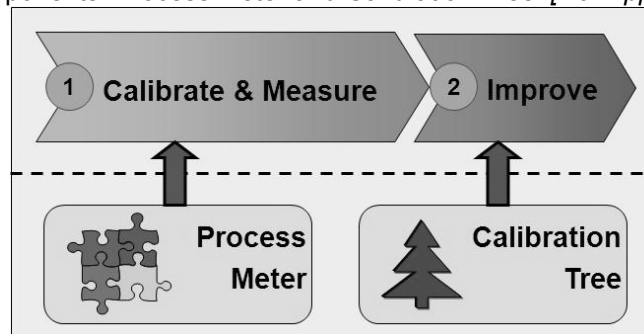 1 Calibrate & Measure
2 Improve
Process
Meter
Calibration
Tree